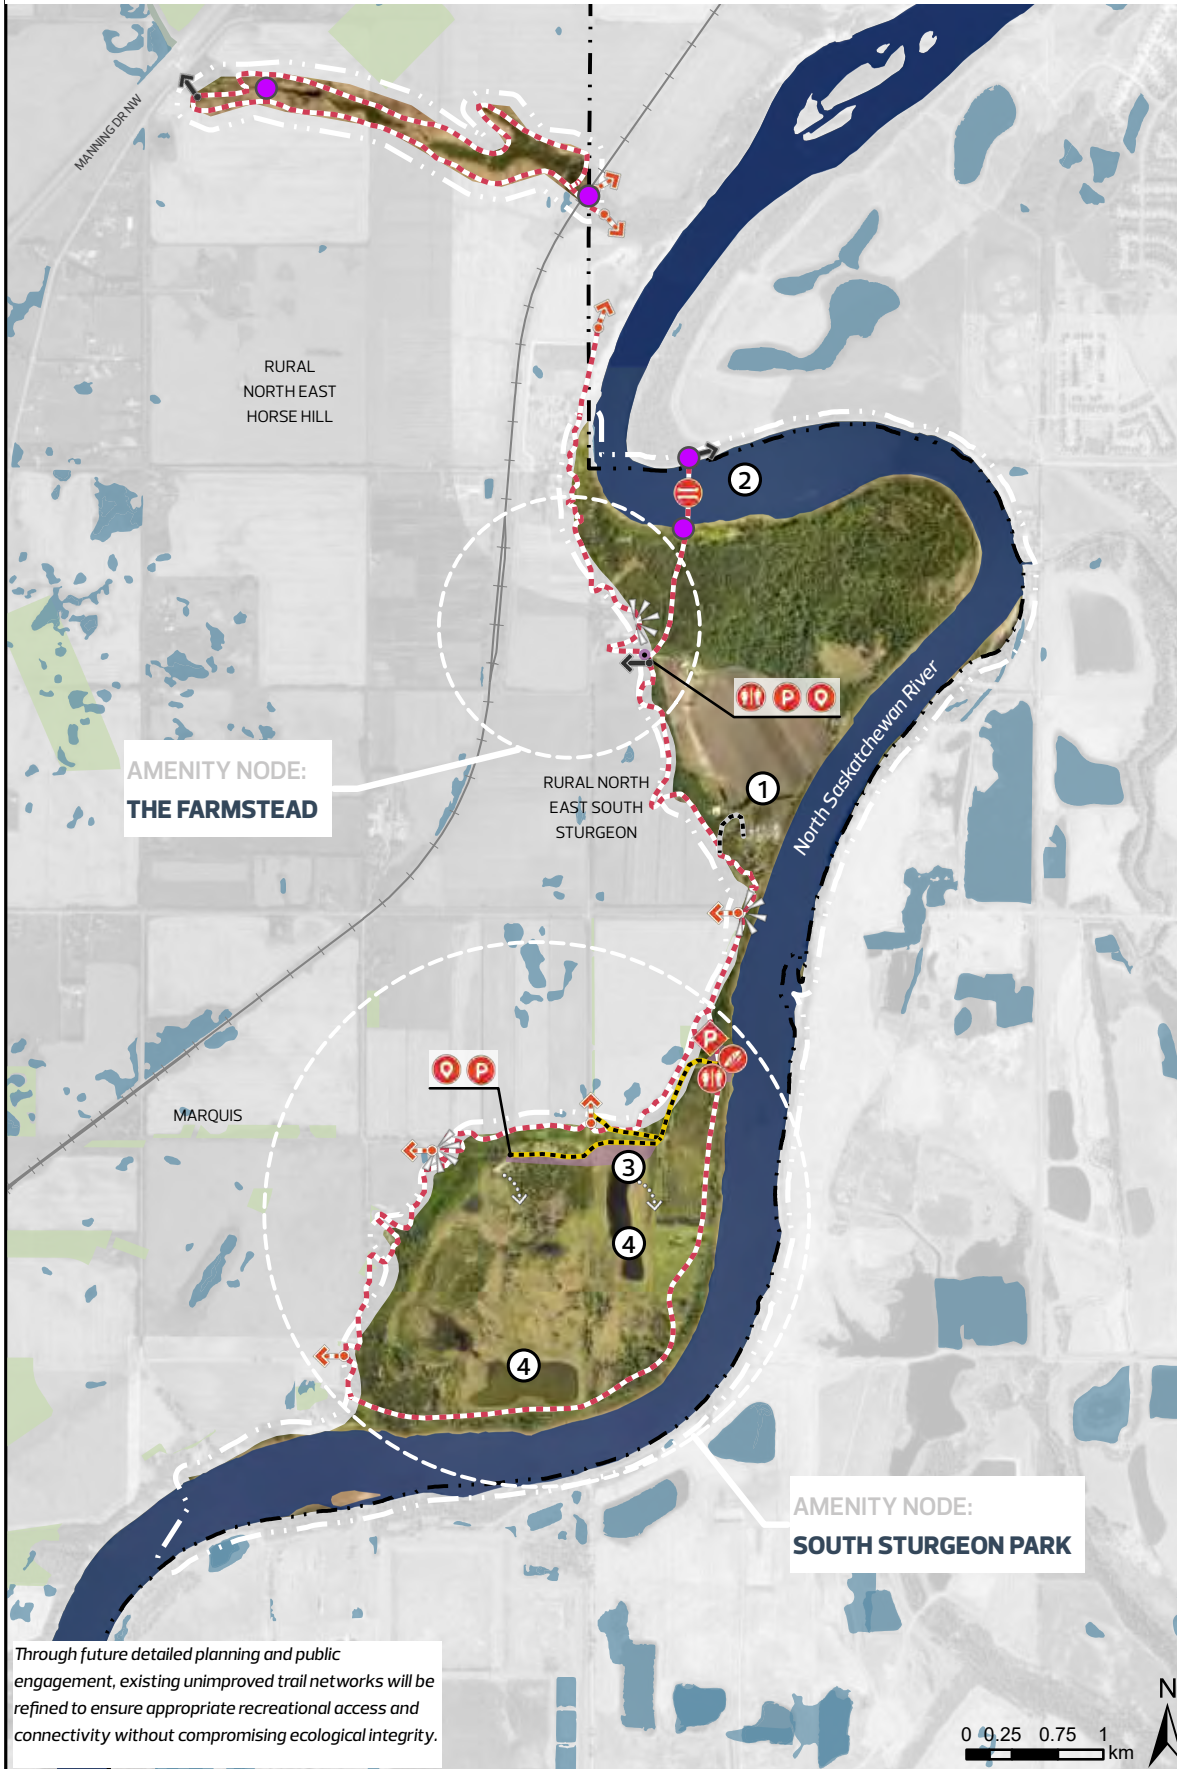 MANNING DR NW
RURAL
NORTH EAST
HORSE HILL
2
P
AMENITY NODE:
THE FARMSTEAD
RURAL NORTH
EAST SOUTH
STURGEON
1
North Saskatchewan River
P
P
MARQUIS
3
4
4
AMENITY NODE:
SOUTH STURGEON PARK
Through future detailed planning and public
engagement, existing unimproved trail networks will be
refined to ensure appropriate recreational access and
connectivity without compromising ecological integrity.
N
0 0.25 0.75 1
km